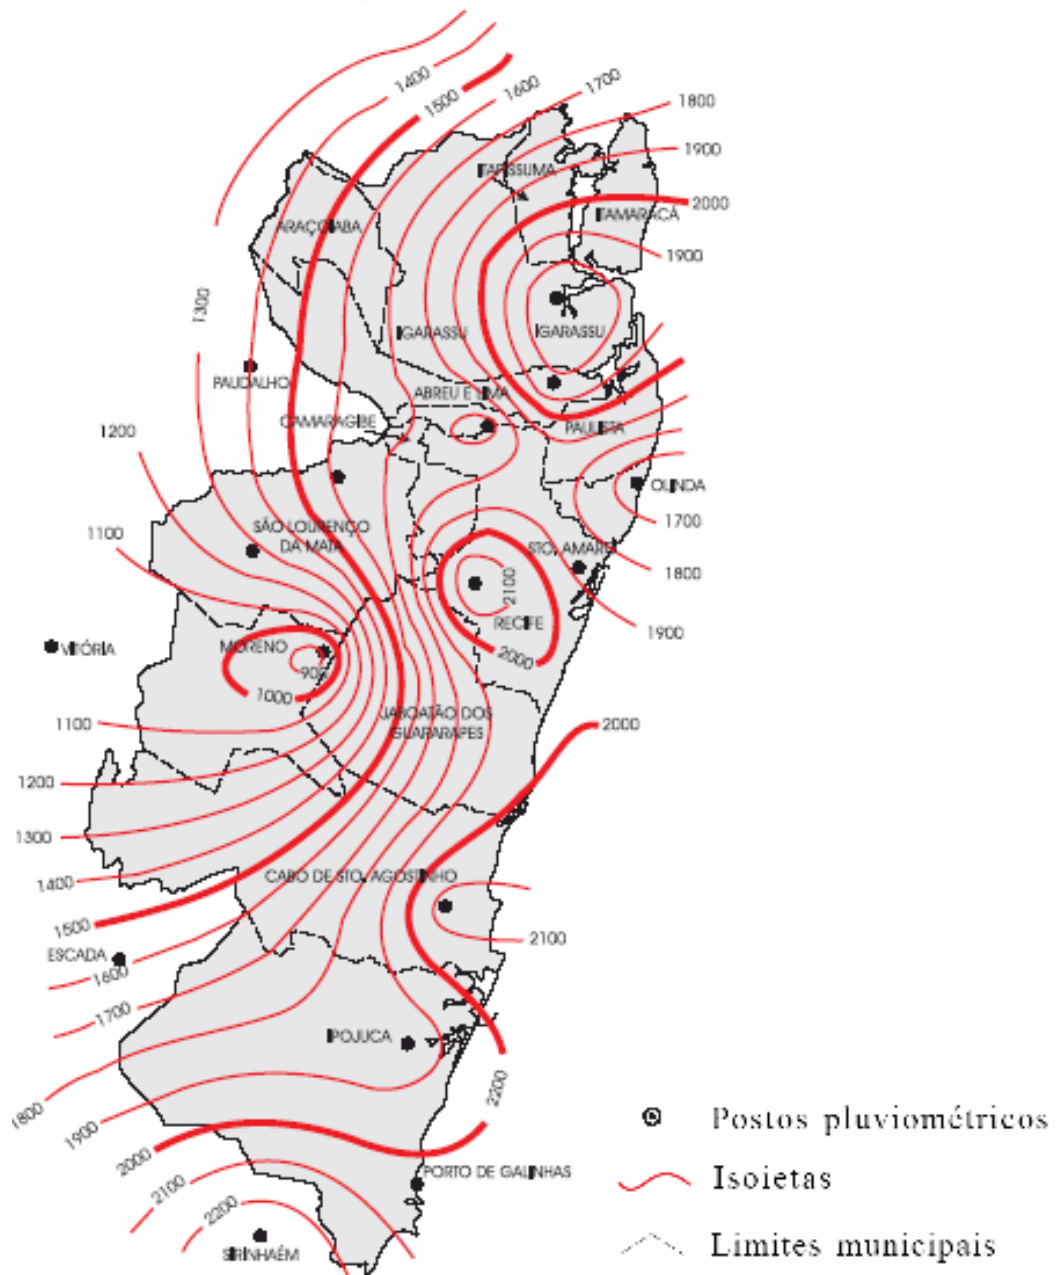 1400
1500
1600
1700
1800
1900
2000
ITAPISSUMA
ITAMARACÁ
ARAÇOIABA
1900
1300
IGARASSU
IGARASSU
PAUDALHO
ABREU E LIMA
CAMARAGIBE
PAULISTA
1200
OLINDA
1100
SÃO LOURENÇO
DA MATA
1700
STO. AMARO
1800
2100
RECIFE
1900
VITÓRIA
MORENO
900
2000
1000
JABOATÃO DOS
GUARARAPES
1100
2000
1200
1300
1400
CABO DE STO. AGOSTINHO
1500
2100
ESCADA
1600
1700
IPOJUCA
2200
1800
1900
2000
2100
2200
PORTO DE GALINHAS
SIRINHAÉM
Postos pluviométricos
Isoietas
Limites municipais